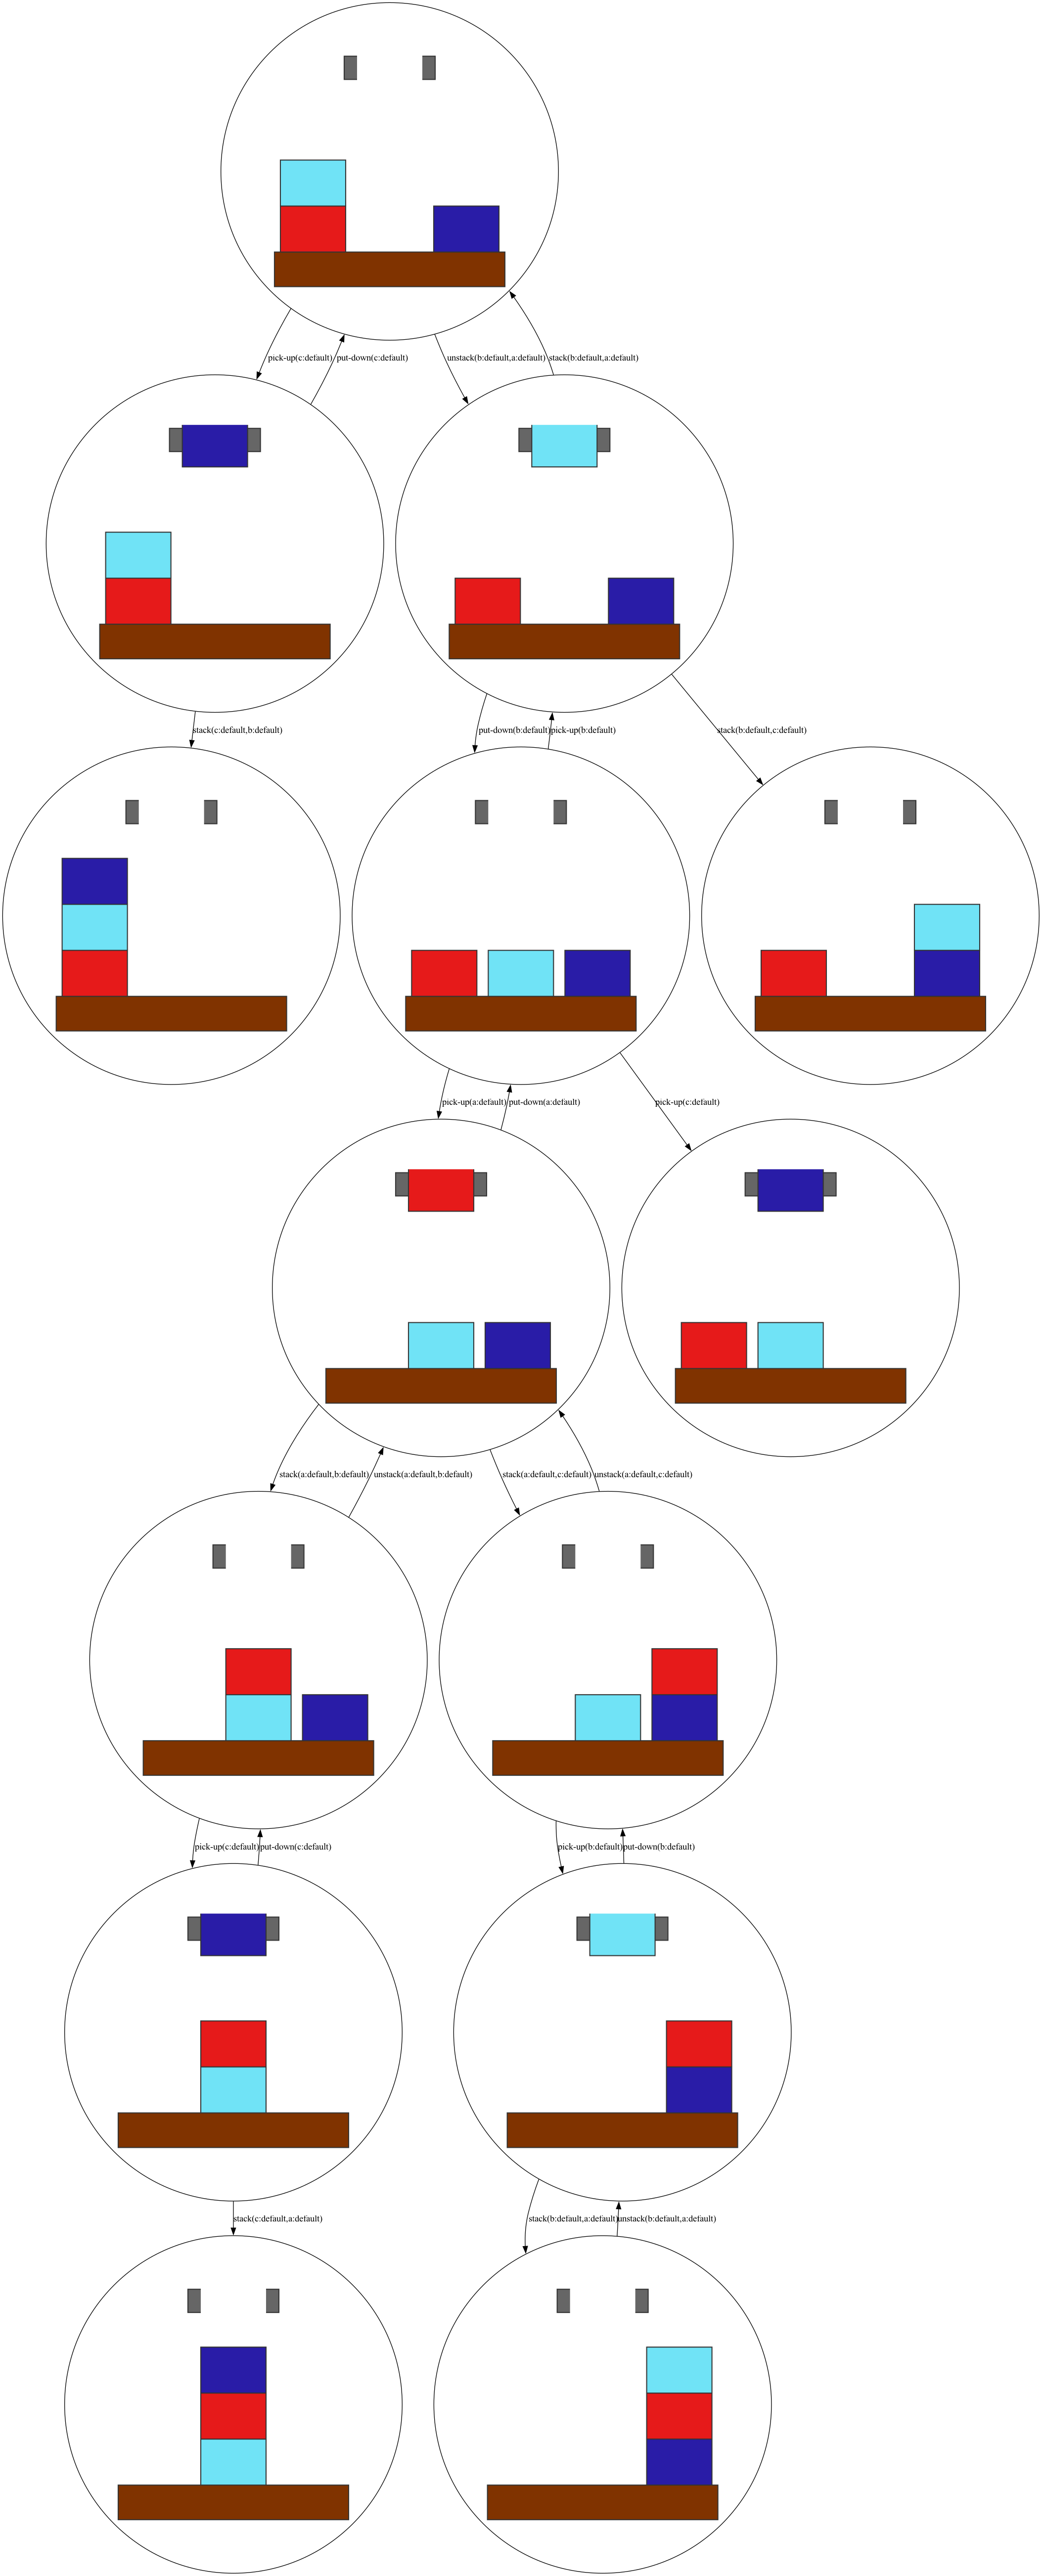 pick-up(c:default)
put-down(c:default)
unstack(b:default,a:default)
stack(b:default,a:default)
stack(c:default,b:default)
put-down(b:default)
pick-up(b:default)
stack(b:default,c:default)
pick-up(a:default)
put-down(a:default)
pick-up(c:default)
stack(a:default,b:default)
unstack(a:default,b:default)
stack(a:default,c:default)
unstack(a:default,c:default)
pick-up(c:default)
put-down(c:default)
pick-up(b:default)
put-down(b:default)
stack(c:default,a:default)
stack(b:default,a:default)
unstack(b:default,a:default)